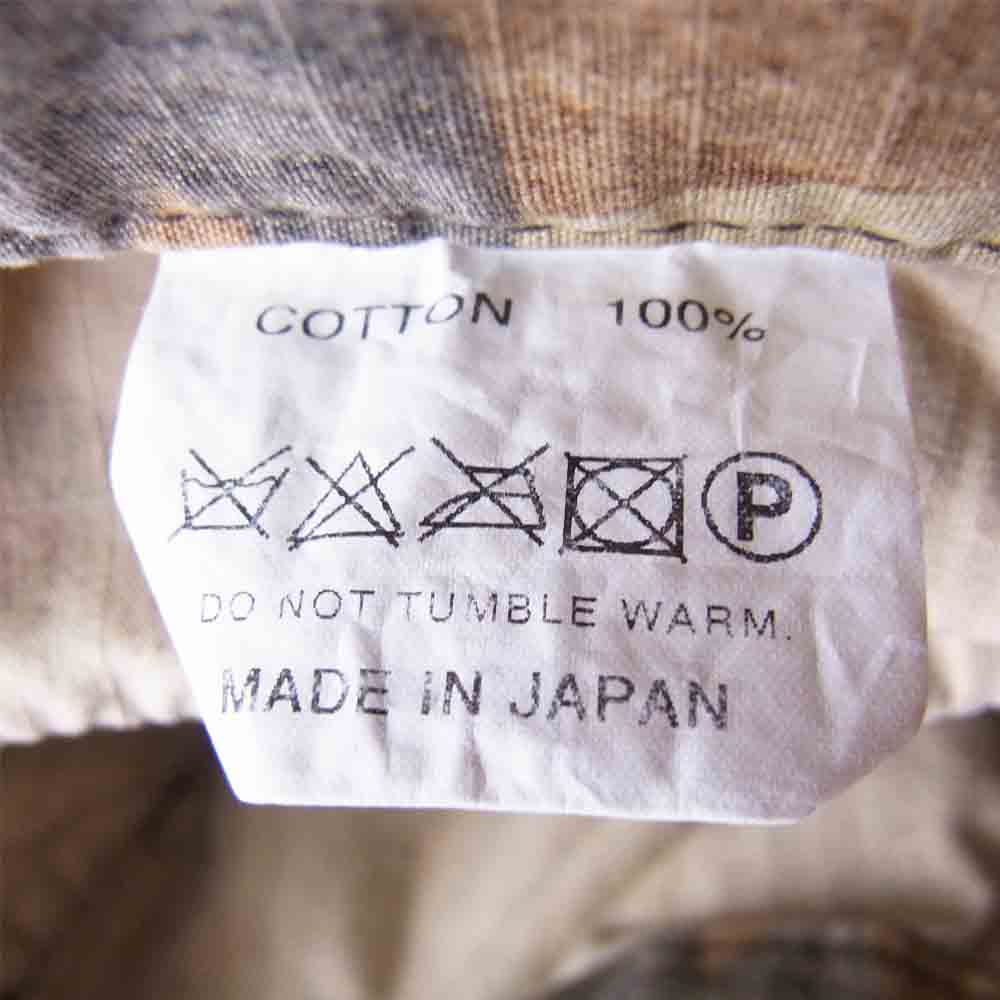 COTTON 100%
P
DO NOT TUMBLE WARM.
MADE IN JAPAN